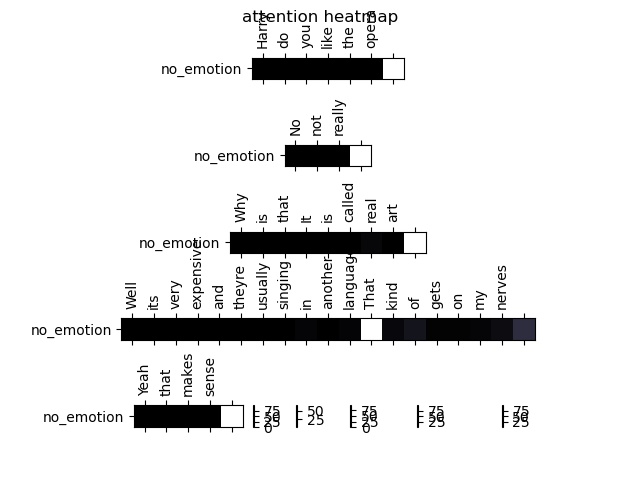 attention heatmap
Harry do you like the opera
no_emotion
No not really
no_emotion
Why is that It is called real art
no_emotion
Well its very expensive and theyre usually singing in another language That kind of gets on my nerves
no_emotion
Yeah that makes sense
no_emotion
75 50 75 75 75
50 25 50 50 50
25 25 25 25
0 0